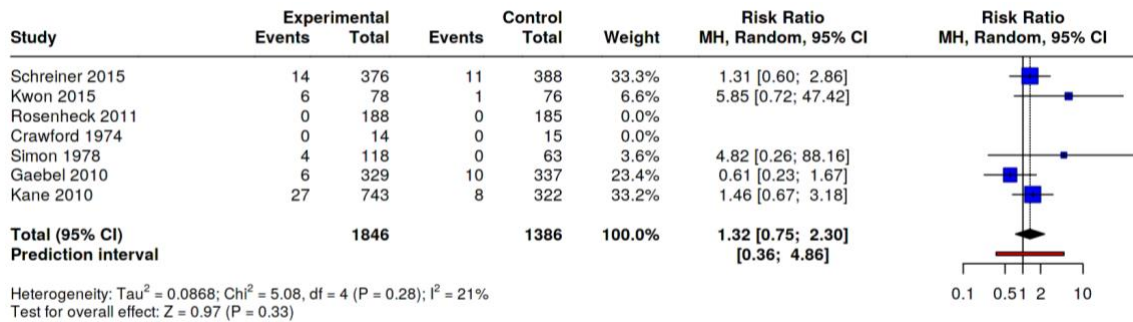 Experimental Control Risk Ratio Risk Ratio
Study Events Total Events Total Weight MH, Random, 95% CI MH, Random, 95% CI
Schreiner 2015 14 376 11 388 33.3% 1.31 [0.60; 2.86]
Kwon 2015 6 78 1 76 6.6% 5.85 [0.72; 47.42]
Rosenheck 2011 0 188 0 185 0.0%
Crawford 1974 0 14 0 15 0.0%
Simon 1978 4 118 0 63 3.6% 4.82 [0.26; 88.16]
Gaebel 2010 6 329 10 337 23.4% 0.61 [0.23; 1.67]
Kane 2010 27 743 8 322 33.2% 1.46 [0.67; 3.18]
Total (95% CI) 1846 1386 100.0% 1.32 [0.75; 2.30]
Prediction interval [0.36; 4.86]
Heterogeneity: Tau² = 0.0868; Chi² = 5.08, df = 4 (P = 0.28); I² = 21%
Test for overall effect: Z = 0.97 (P = 0.33)
0.1 0.5 1 2 10